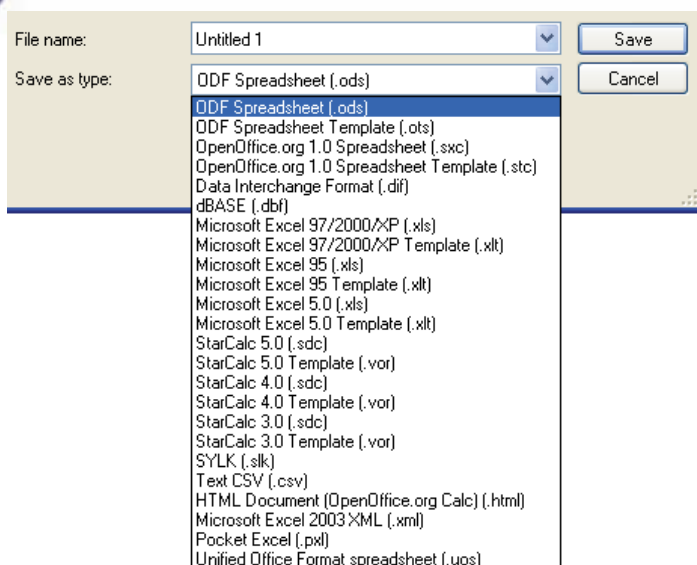 File name: Untitled 1 Save
Save as type: ODF Spreadsheet (.ods) Cancel
ODF Spreadsheet (.ods)
ODF Spreadsheet Template (.ots)
OpenOffice.org 1.0 Spreadsheet (.sxc)
OpenOffice.org 1.0 Spreadsheet Template (.stc)
Data Interchange Format (.dif)
dBASE (.dbf)
Microsoft Excel 97/2000/XP (.xls)
Microsoft Excel 97/2000/XP Template (.xlt)
Microsoft Excel 95 (.xls)
Microsoft Excel 95 Template (.xlt)
Microsoft Excel 5.0 (.xls)
Microsoft Excel 5.0 Template (.xlt)
StarCalc 5.0 (.sdc)
StarCalc 5.0 Template (.vor)
StarCalc 4.0 (.sdc)
StarCalc 4.0 Template (.vor)
StarCalc 3.0 (.sdc)
StarCalc 3.0 Template (.vor)
SYLK (.slk)
Text CSV (.csv)
HTML Document (OpenOffice.org Calc) (.html)
Microsoft Excel 2003 XML (.xml)
Pocket Excel (.pxl)
Unified Office Format spreadsheet (.uos)